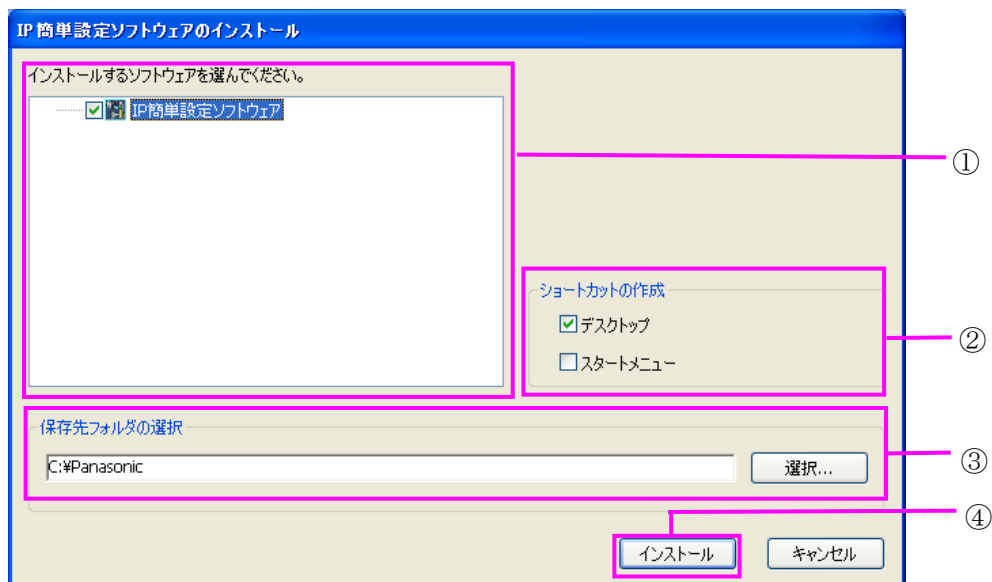 IP簡単設定ソフトウェアのインストール
インストールするソフトウェアを選んでください。
IP簡単設定ソフトウェア
①
ショートカットの作成
デスクトップ
②
スタートメニュー
保存先フォルダの選択
C:¥Panasonic
選択...
③
④
インストール
キャンセル